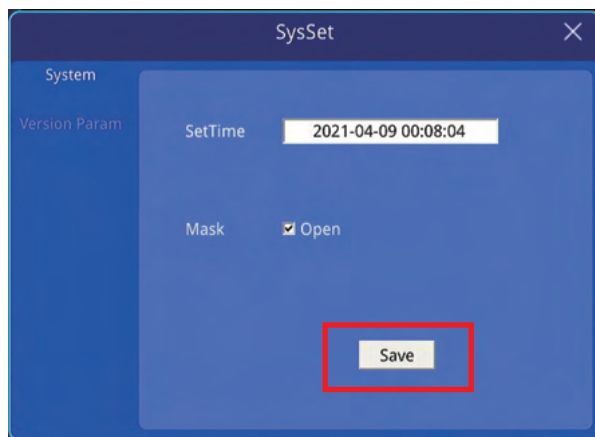 SysSet
System
Version Param
SetTime 2021-04-09 00:08:04
Mask Open
Save